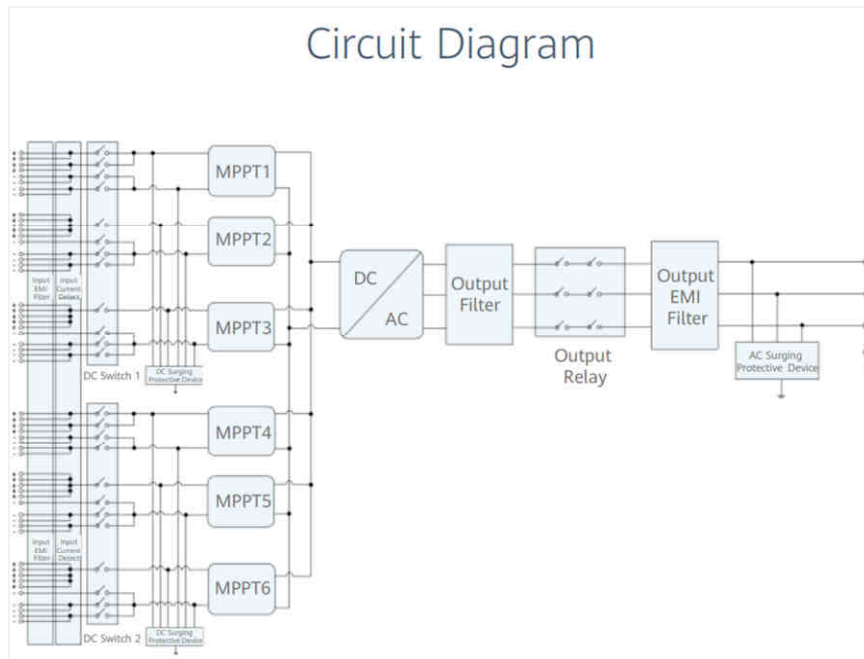 Circuit Diagram
MPPT1
MPPT2
MPPT3
MPPT4
MPPT5
MPPT6
Input
EMI
Filter
Input
Current
Detect
DC Switch 1
DC Surging
Protective Device
Input
EMI
Filter
Input
Current
Detect
DC Switch 2
DC Surging
Protective Device
DC
AC
Output
Filter
Output
Relay
Output
EMI
Filter
AC Surging
Protective Device